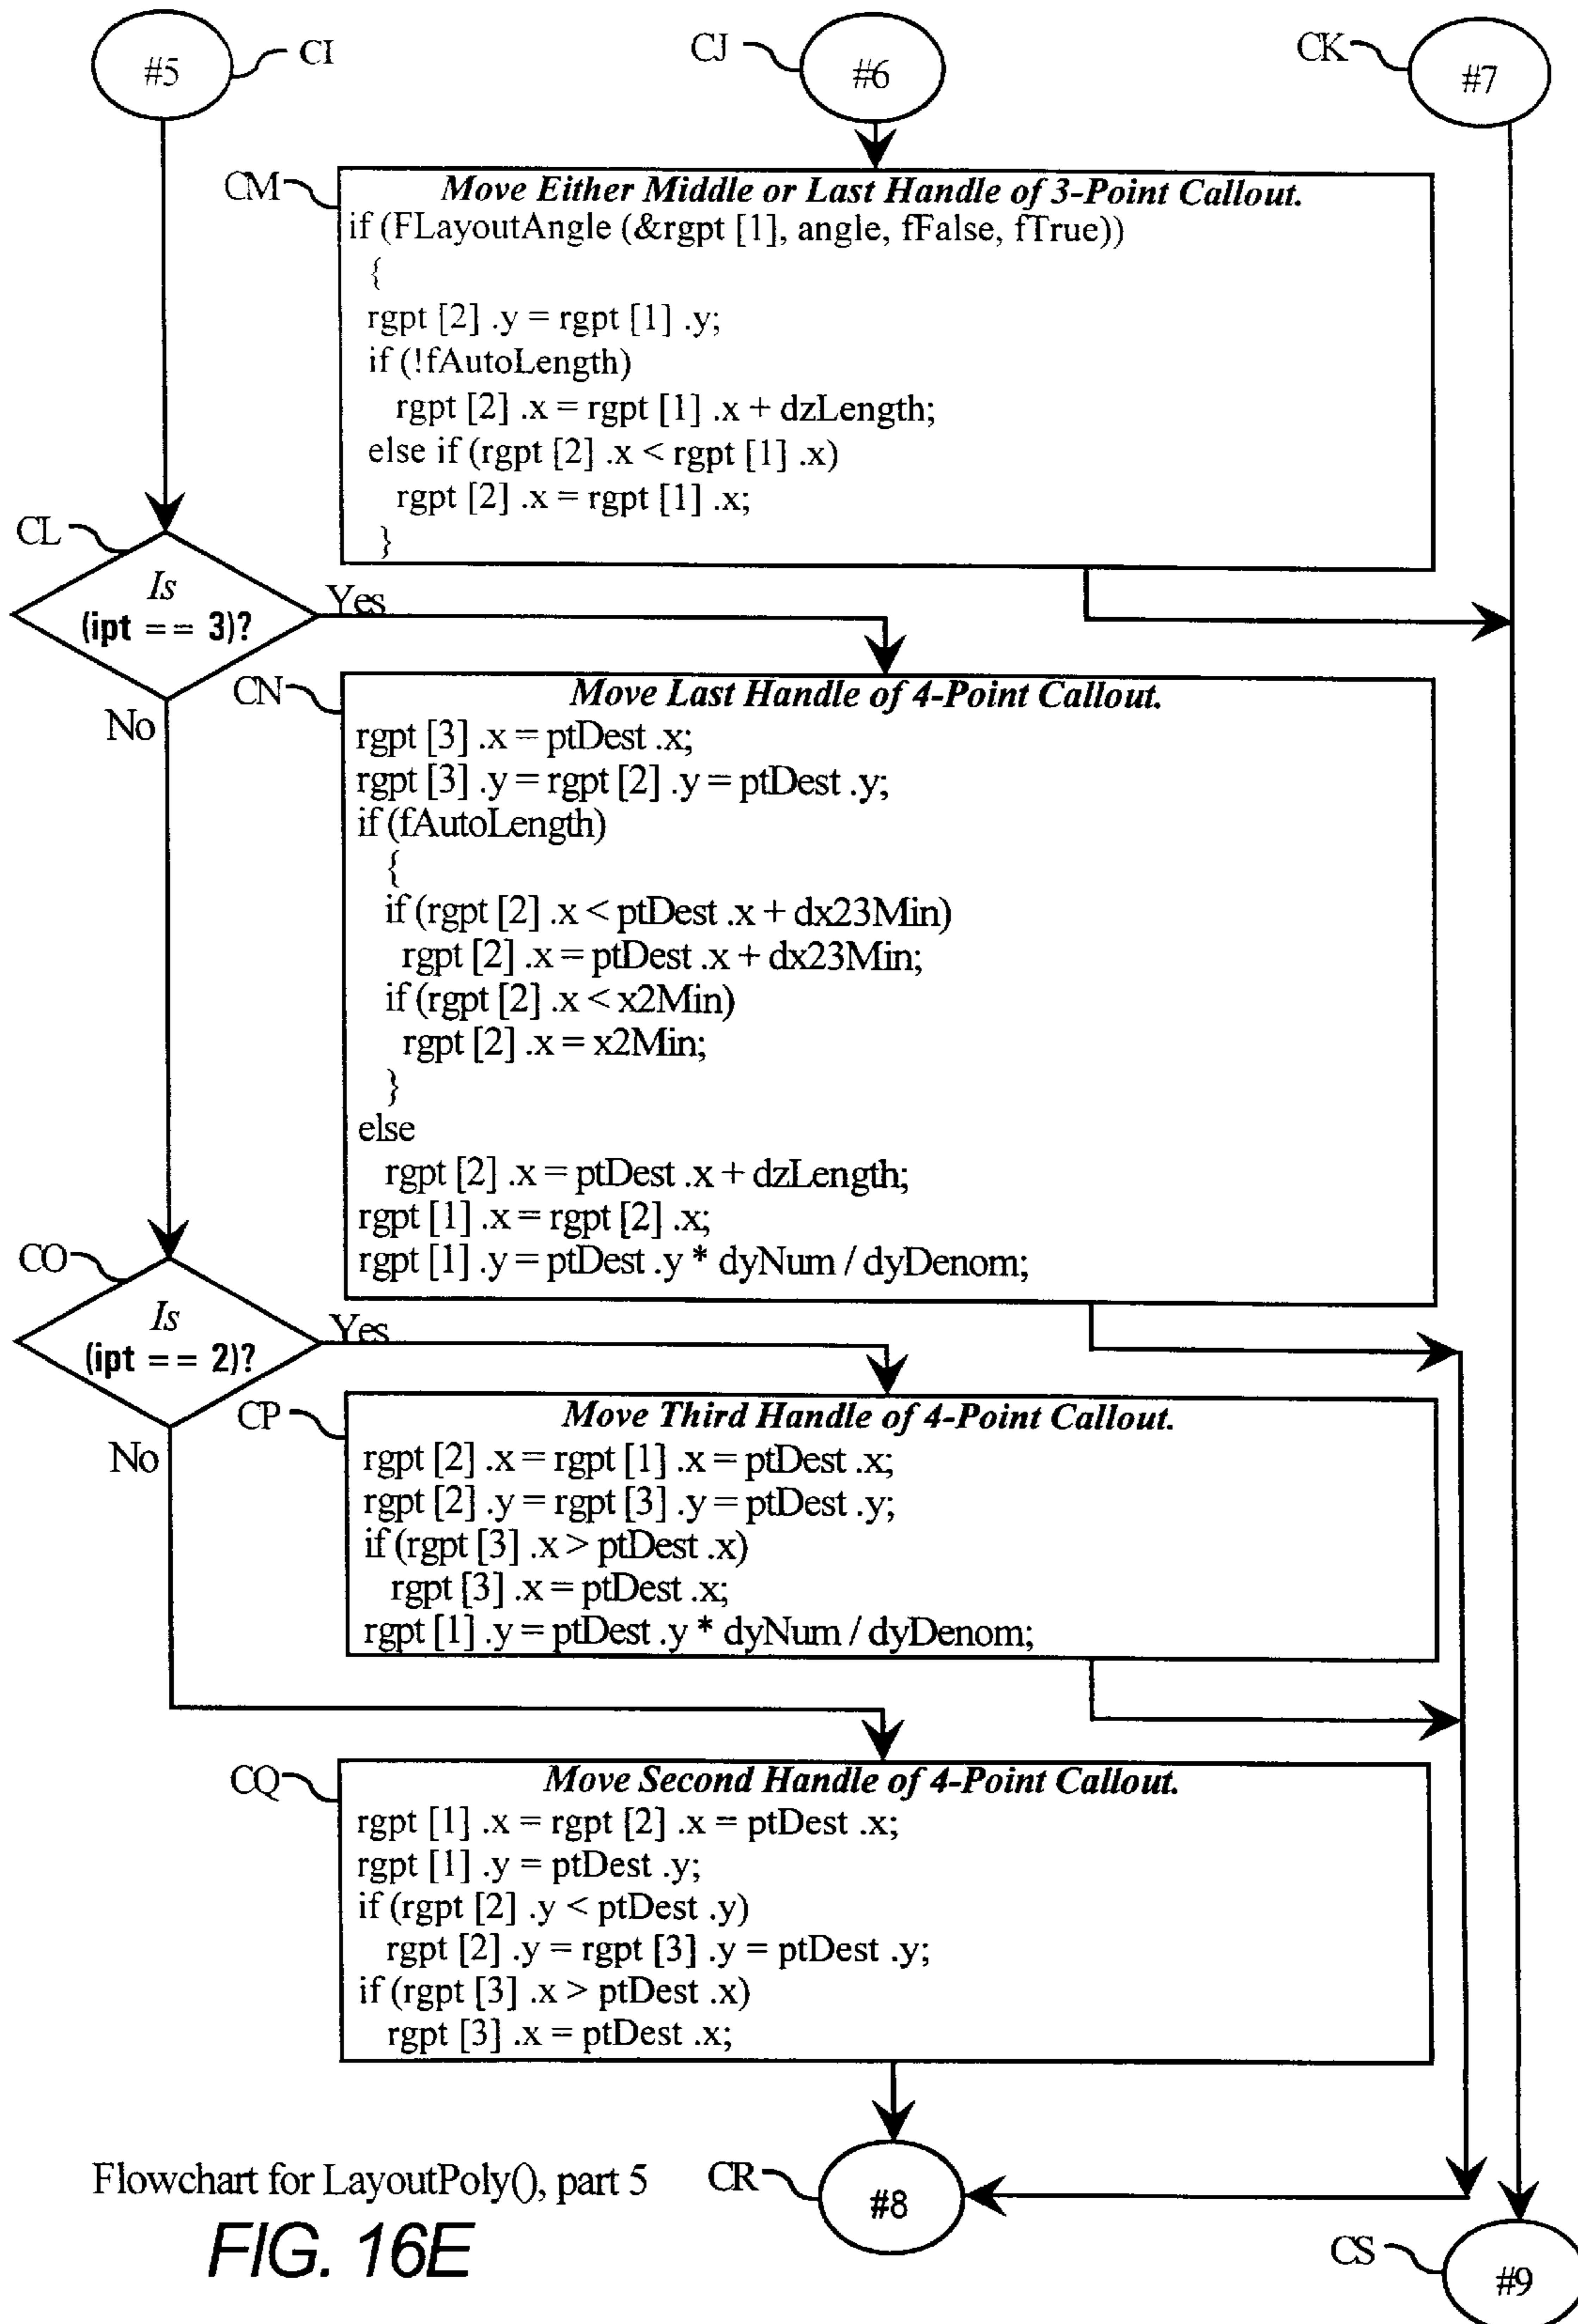 #5
CI
CJ
#6
CK
#7
CM
Move Either Middle or Last Handle of 3-Point Callout.
if (FLayoutAngle (&rgpt [1], angle, fFalse, fTrue))
{
rgpt [2] .y = rgpt [1] .y;
if (!fAutoLength)
rgpt [2] .x = rgpt [1] .x + dzLength;
else if (rgpt [2] .x < rgpt [1] .x)
rgpt [2] .x = rgpt [1] .x;
}
CL
Is
(ipt == 3)?
Yes
No
CN
Move Last Handle of 4-Point Callout.
rgpt [3] .x = ptDest .x;
rgpt [3] .y = rgpt [2] .y = ptDest .y;
if (fAutoLength)
{
if (rgpt [2] .x < ptDest .x + dx23Min)
rgpt [2] .x = ptDest .x + dx23Min;
if (rgpt [2] .x < x2Min)
rgpt [2] .x = x2Min;
}
else
rgpt [2] .x = ptDest .x + dzLength;
rgpt [1] .x = rgpt [2] .x;
rgpt [1] .y = ptDest .y * dyNum / dyDenom;
CO
Is
(ipt == 2)?
Yes
No
CP
Move Third Handle of 4-Point Callout.
rgpt [2] .x = rgpt [1] .x = ptDest .x;
rgpt [2] .y = rgpt [3] .y = ptDest .y;
if (rgpt [3] .x > ptDest .x)
rgpt [3] .x = ptDest .x;
rgpt [1] .y = ptDest .y * dyNum / dyDenom;
CQ
Move Second Handle of 4-Point Callout.
rgpt [1] .x = rgpt [2] .x = ptDest .x;
rgpt [1] .y = ptDest .y;
if (rgpt [2] .y < ptDest .y)
rgpt [2] .y = rgpt [3] .y = ptDest .y;
if (rgpt [3] .x > ptDest .x)
rgpt [3] .x = ptDest .x;
CR
#8
CS
#9
Flowchart for LayoutPoly(), part 5
FIG. 16E